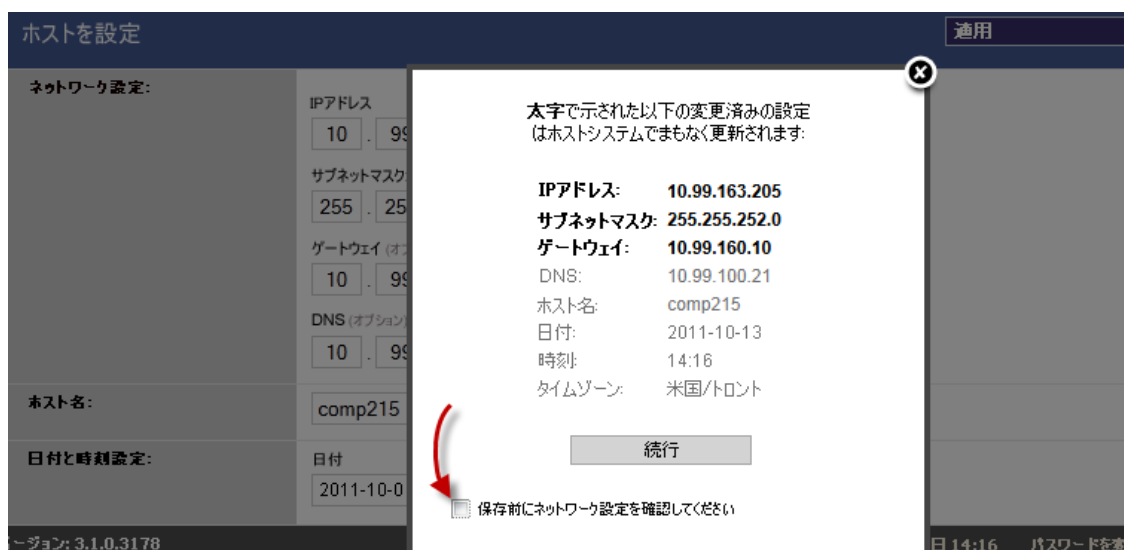 ホストを設定
適用
ネットワーク設定:
IPアドレス
10 . 99
サブネットマスク
255 . 25
ゲートウェイ
10 . 99
DNS (オプション)
10 . 99
ホスト名:
comp215
日付と時刻設定:
日付
2011-10-0
太字で示された以下の変更済みの設定
はホストシステムでまもなく更新されます:
IPアドレス: 10.99.163.205
サブネットマスク: 255.255.252.0
ゲートウェイ: 10.99.160.10
DNS: 10.99.100.21
ホスト名: comp215
日付: 2011-10-13
時刻: 14:16
タイムゾーン: 米国/トロント
続行
保存前にネットワーク設定を確認してください
ージョン: 3.1.0.3178
日 14:16 パスワードを変